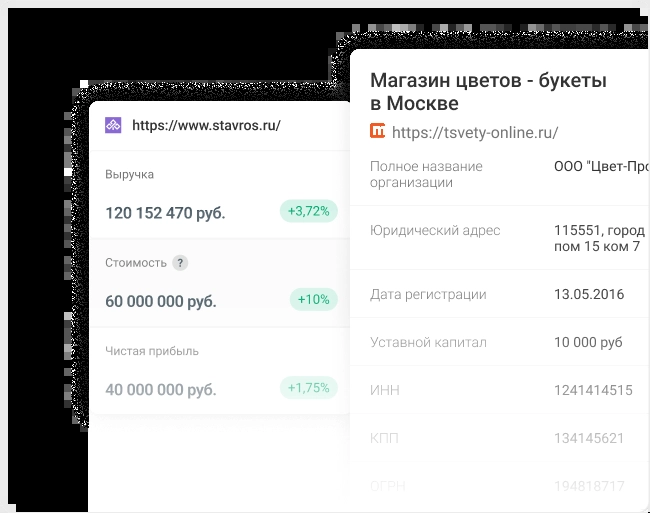 https://www.stavros.ru/
Выручка
120 152 470 руб.
+3,72%
Стоимость ?
60 000 000 руб.
+10%
Чистая прибыль
40 000 000 руб.
+1,75%
Магазин цветов - букеты
в Москве
https://tsvety-online.ru/
Полное название
организации
ООО "Цвет-Про
Юридический адрес
115551, город
пом 15 ком 7
Дата регистрации
13.05.2016
Уставной капитал
10 000 руб
ИНН
1241414515
КПП
134145621
ОГРН
194818717